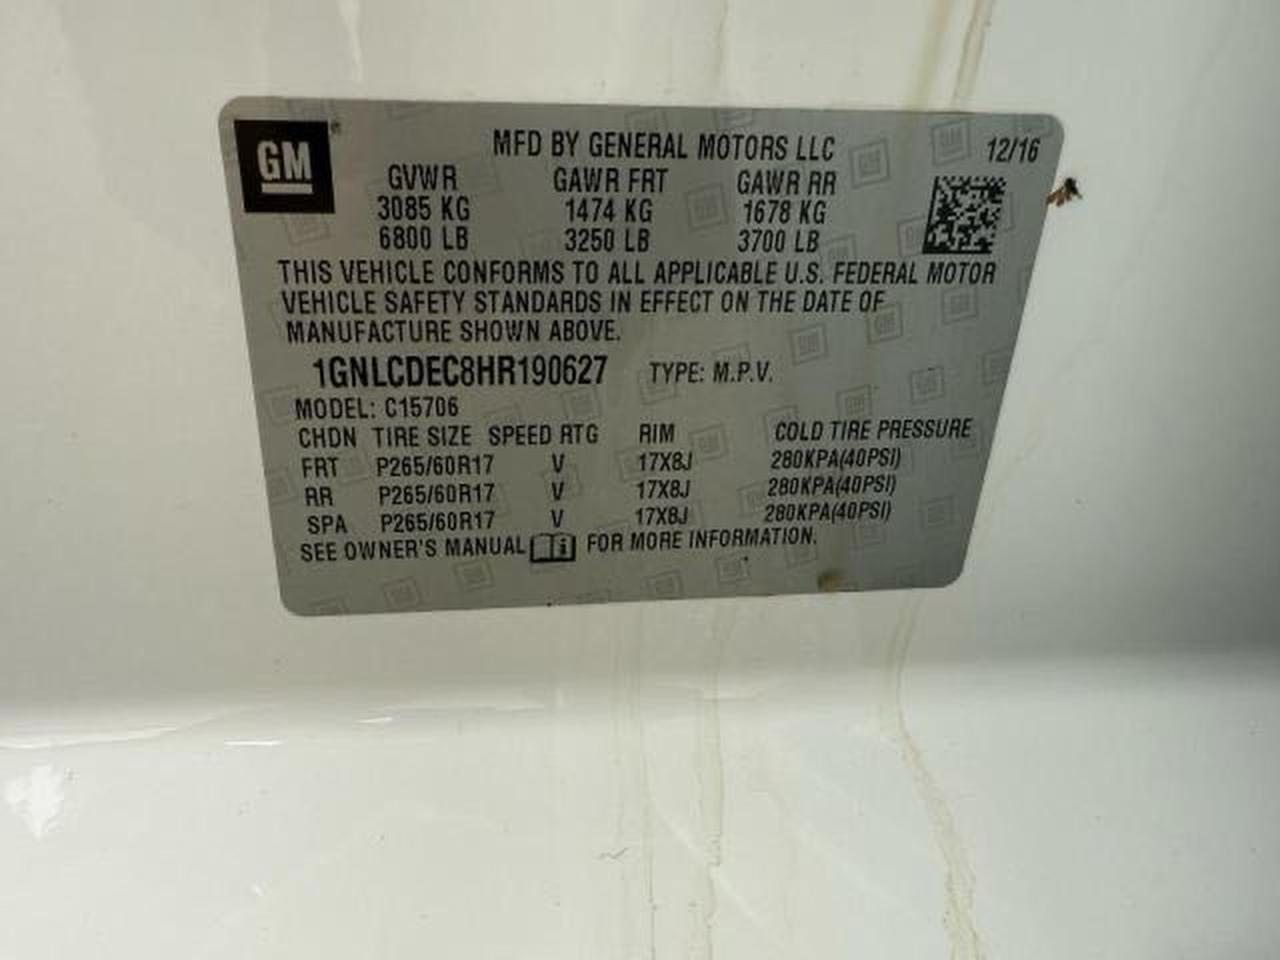 GM
MFD BY GENERAL MOTORS LLC 12/16
GVWR GAWR FRT GAWR RR
3085 KG 1474 KG 1678 KG
6800 LB 3250 LB 3700 LB
THIS VEHICLE CONFORMS TO ALL APPLICABLE U.S. FEDERAL MOTOR
VEHICLE SAFETY STANDARDS IN EFFECT ON THE DATE OF
MANUFACTURE SHOWN ABOVE.
1GNLCDEC8HR190627 TYPE: M.P.V.
MODEL: C15706
CHDN TIRE SIZE SPEED RTG RIM COLD TIRE PRESSURE
FRT P265/60R17 V 17X8J 280KPA(40PSI)
RR P265/60R17 V 17X8J 280KPA(40PSI)
SPA P265/60R17 V 17X8J 280KPA(40PSI)
SEE OWNER'S MANUAL FOR MORE INFORMATION.